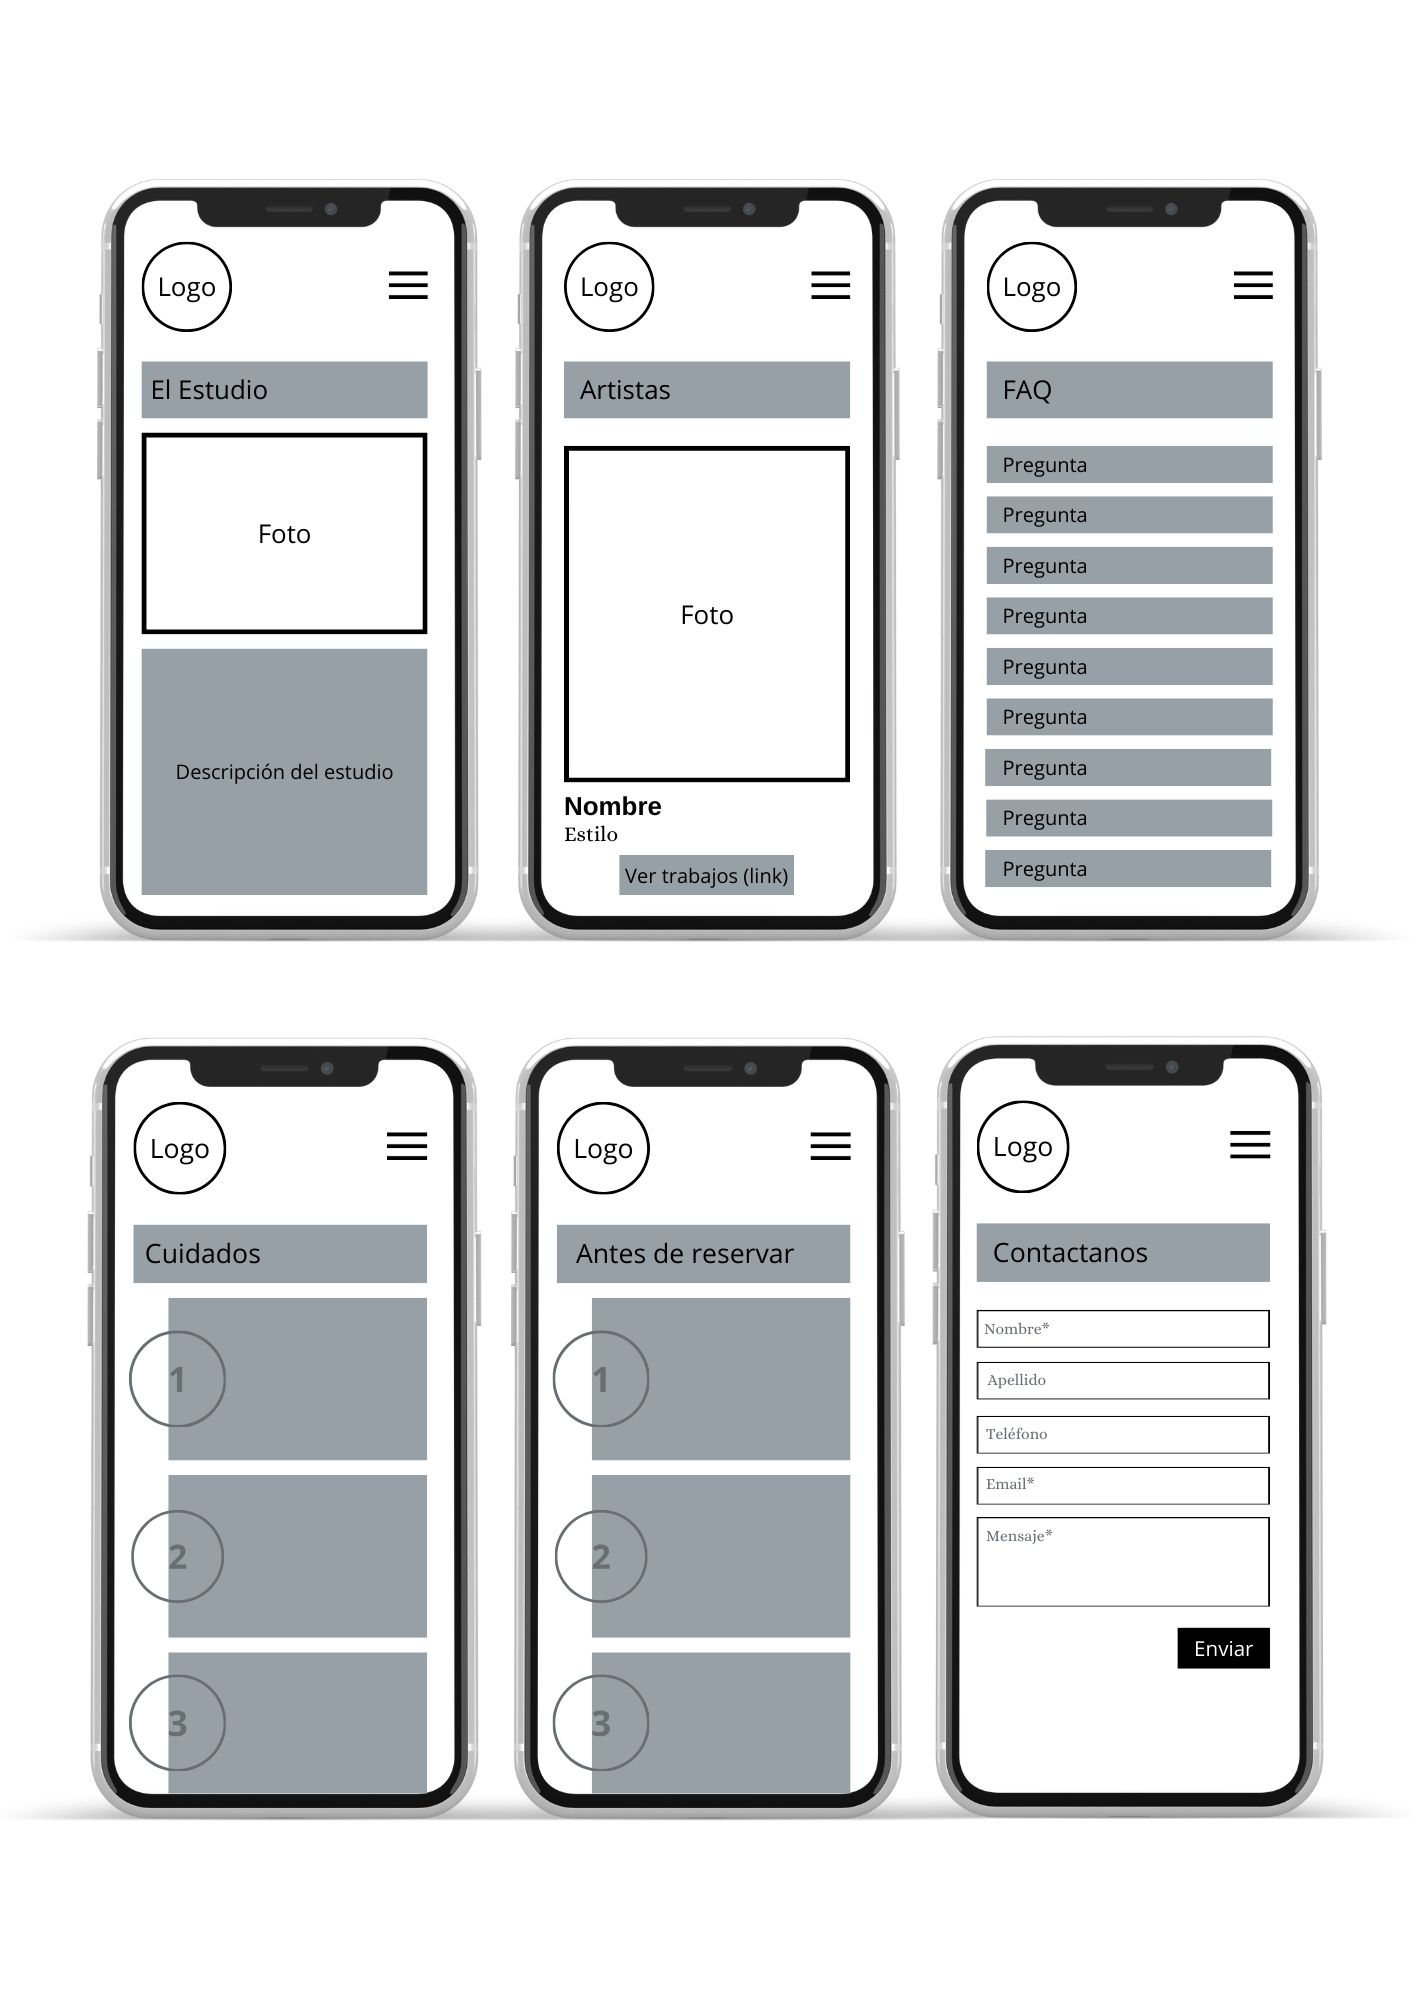 Logo
El Estudio
Foto
Descripción del estudio
Logo
Artistas
Foto
Nombre
Estilo
Ver trabajos (link)
Logo
FAQ
Pregunta
Pregunta
Pregunta
Pregunta
Pregunta
Pregunta
Pregunta
Pregunta
Pregunta
Logo
Cuidados
1
2
3
Logo
Antes de reservar
1
2
3
Logo
Contactanos
Nombre*
Apellido
Teléfono
Email*
Mensaje*
Enviar